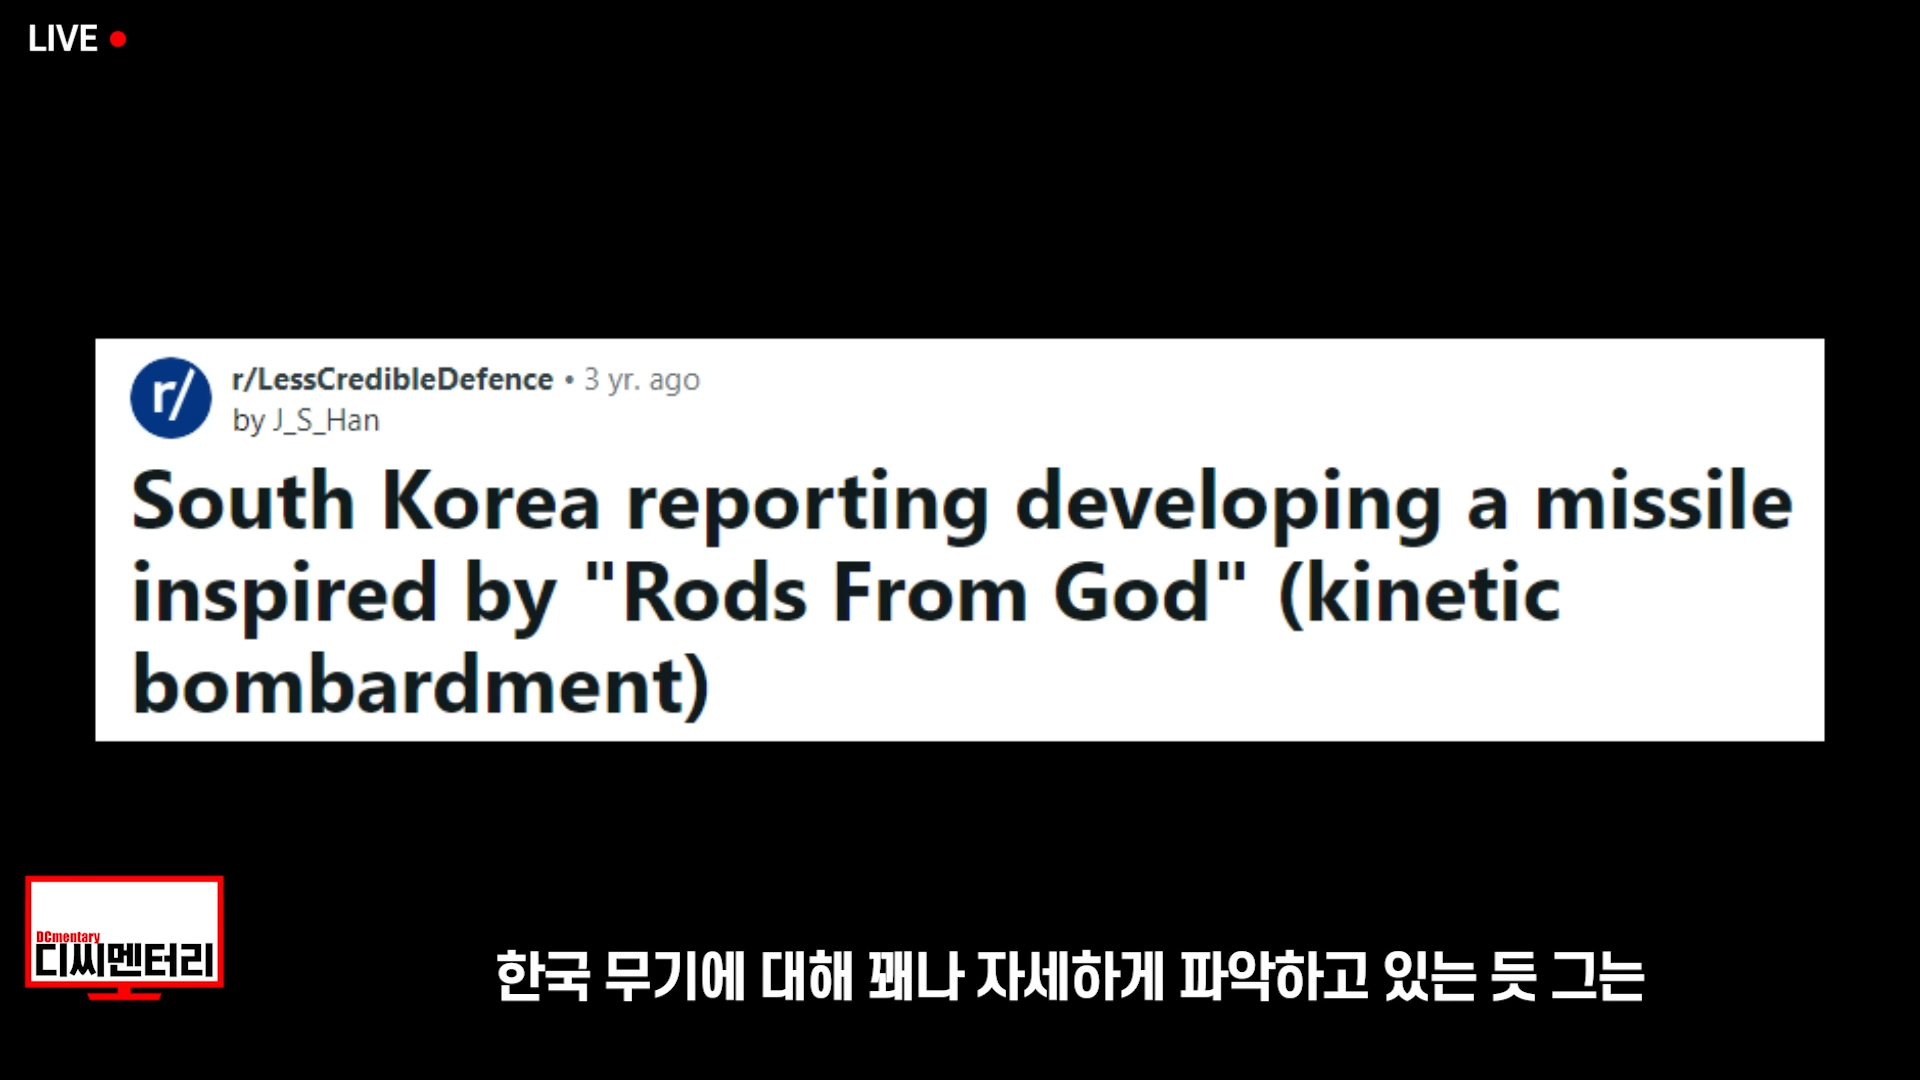 LIVE
r/
r/LessCredibleDefence • 3 yr. ago
by J_S_Han
South Korea reporting developing a missile
inspired by "Rods From God" (kinetic
bombardment)
DCmentary
디씨멘터리
한국 무기에 대해 꽤나 자세하게 파악하고 있는 듯 그는